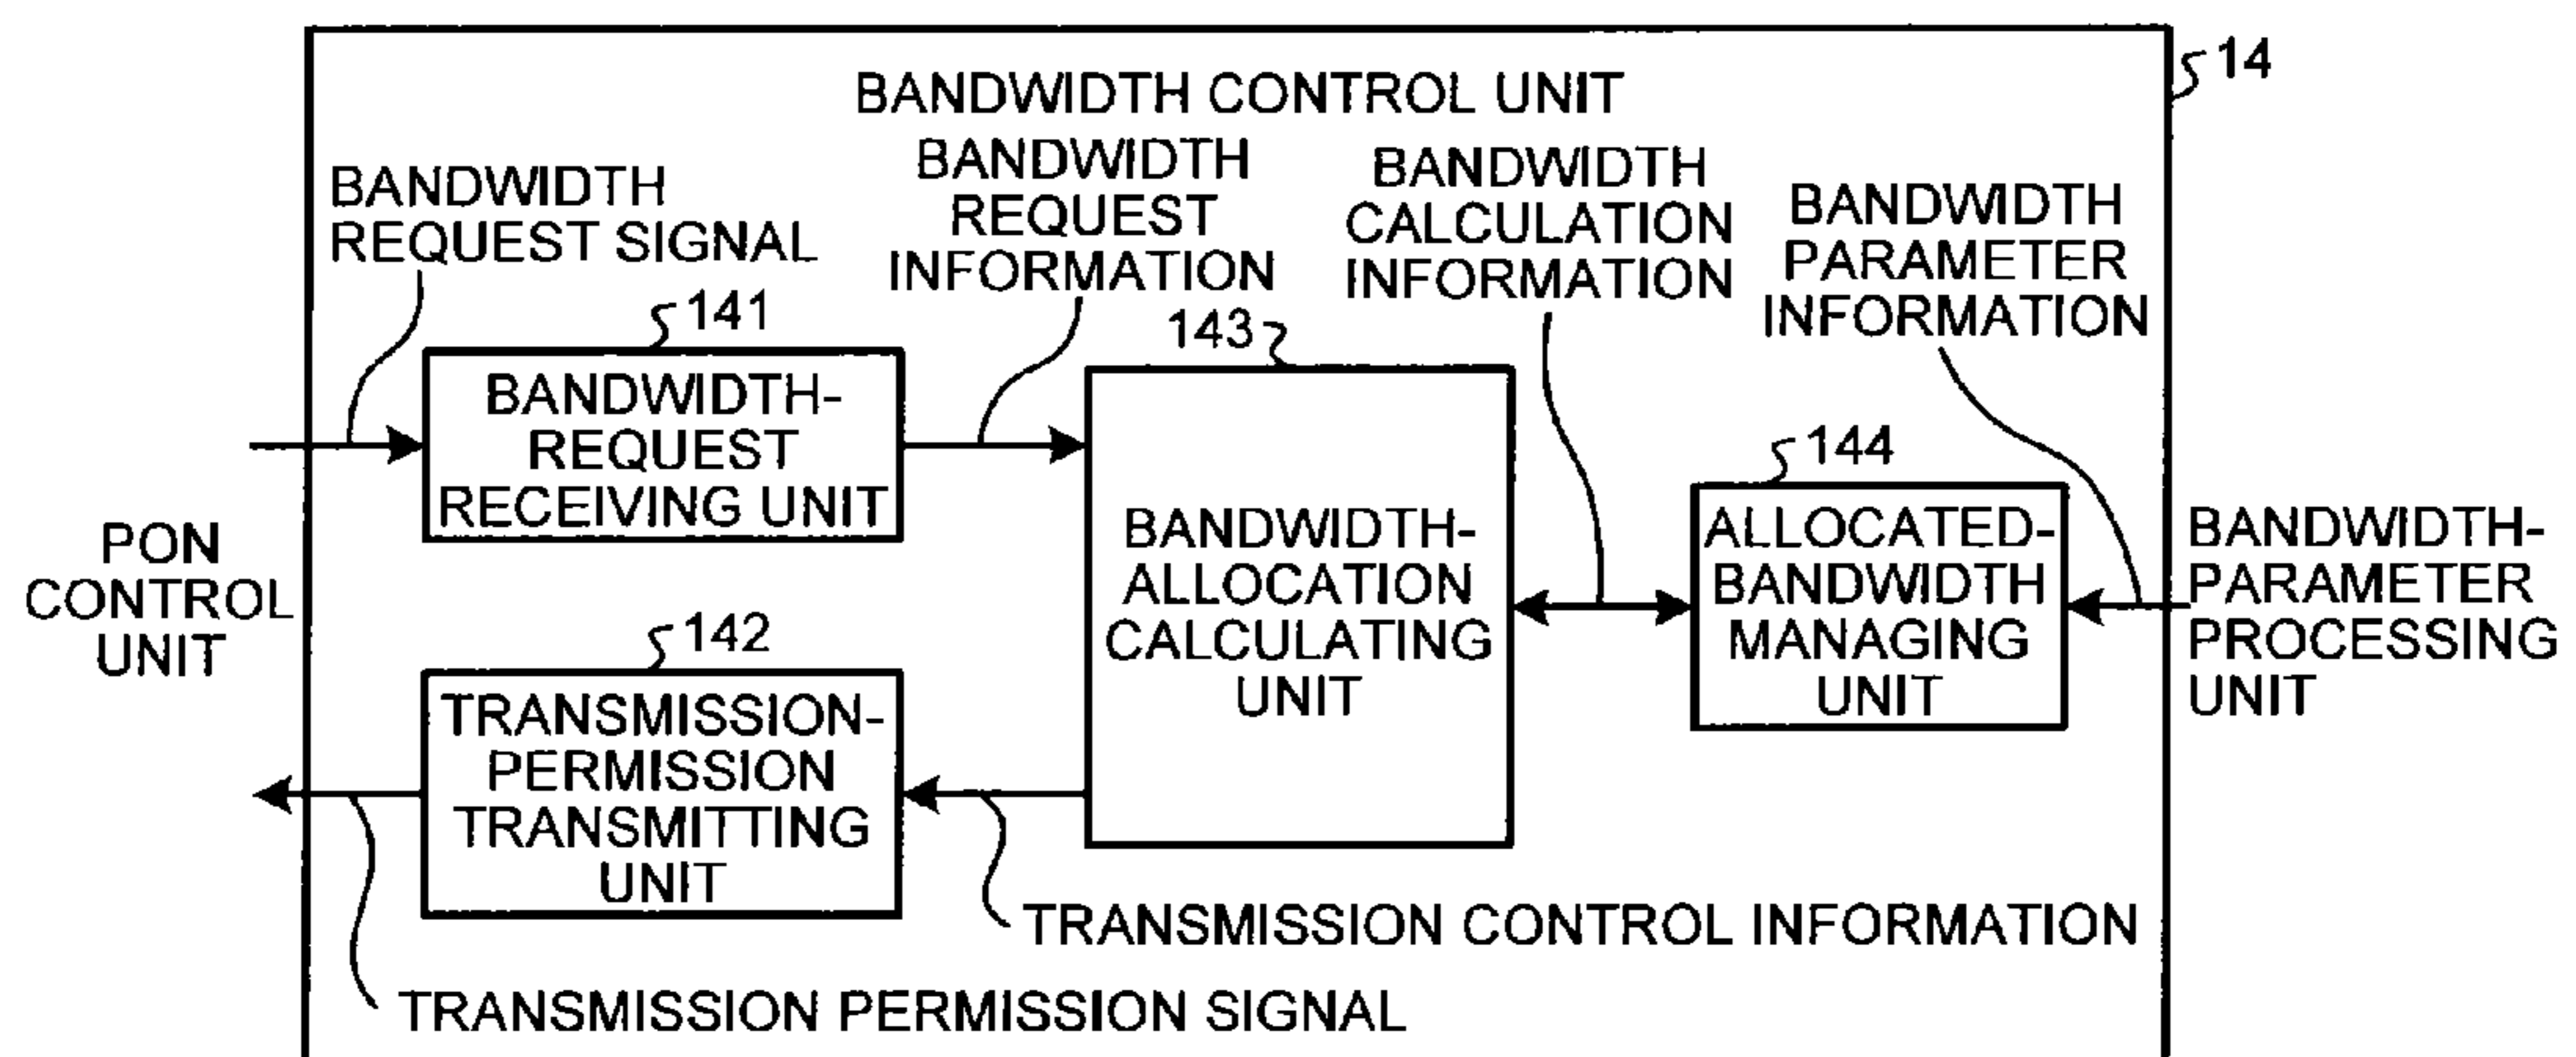 14
BANDWIDTH CONTROL UNIT
BANDWIDTH
REQUEST SIGNAL
BANDWIDTH
REQUEST
INFORMATION
BANDWIDTH
CALCULATION
INFORMATION
BANDWIDTH
PARAMETER
INFORMATION
141
BANDWIDTH-
REQUEST
RECEIVING UNIT
143
BANDWIDTH-
ALLOCATION
CALCULATING
UNIT
144
ALLOCATED-
BANDWIDTH
MANAGING
UNIT
BANDWIDTH-
PARAMETER
PROCESSING
UNIT
PON
CONTROL
UNIT
142
TRANSMISSION-
PERMISSION
TRANSMITTING
UNIT
TRANSMISSION CONTROL INFORMATION
TRANSMISSION PERMISSION SIGNAL